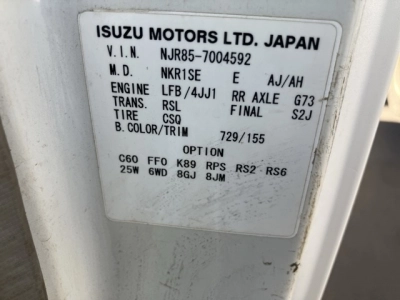 ISUZU MOTORS LTD. JAPAN
V.I.N. NJR85-7004592
M.D. NKR1SE E AJ/AH
ENGINE LFB/4JJ1 RR AXLE G73
TRANS. RSL FINAL S2J
TIRE CSQ
B.COLOR/TRIM 729/155
OPTION
C60 FF0 K89 RPS RS2 RS6
25W 6WD 8GJ 8JM